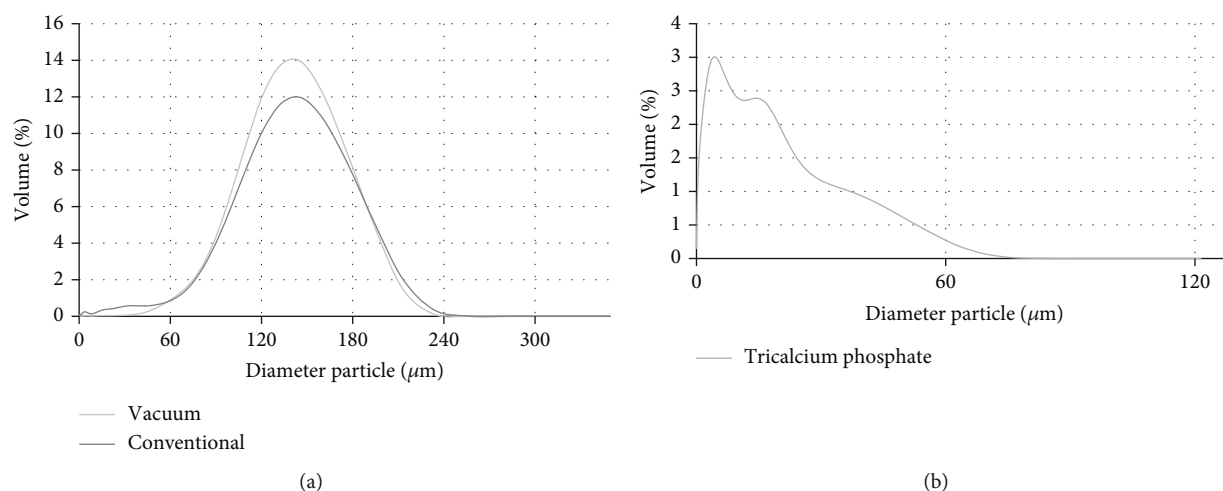 16
14
12
10
8
6
4
2
0
Volume (%)
0 60 120 180 240 300
Diameter particle (μm)
Vacuum
Conventional
(a)
4
3
3
2
2
1
1
0
Volume (%)
0 60 120
Diameter particle (μm)
Tricalcium phosphate
(b)